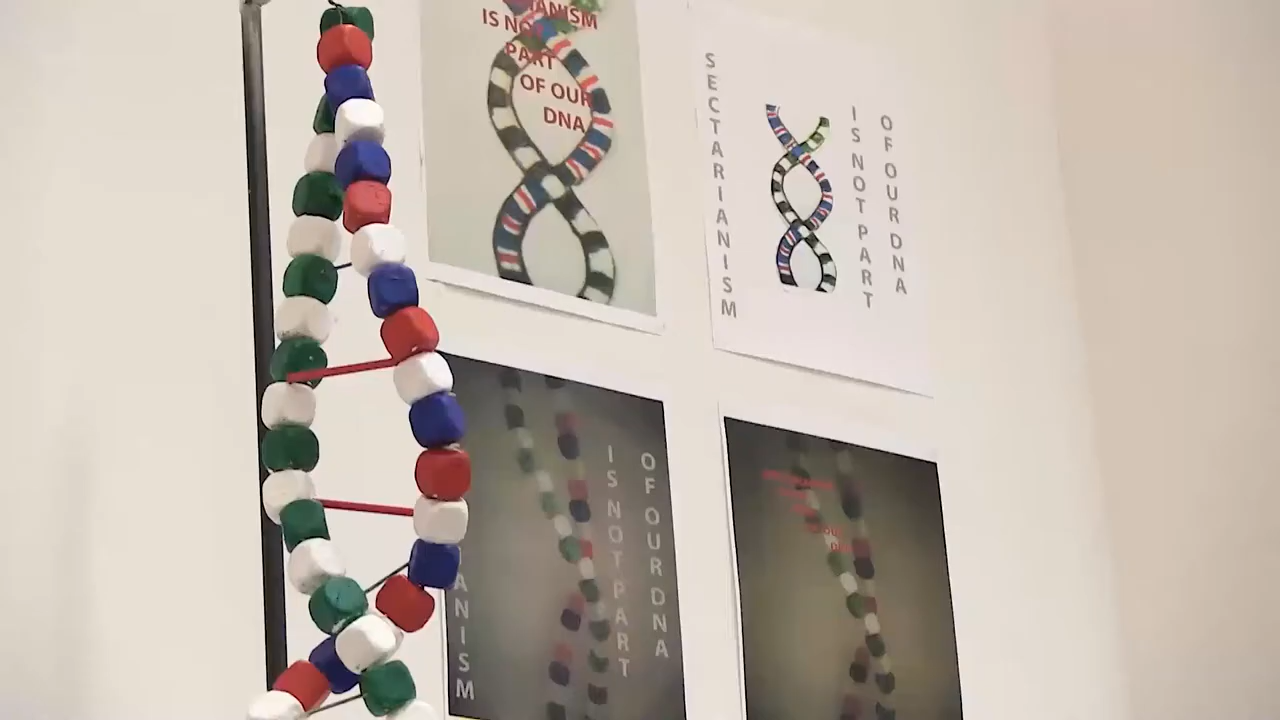 IS NOT
PART
OF OUR
DNA
SECTARIANISM
IS NOT PART
OF OUR DNA
ANISM
IS NOT PART
OF OUR DNA